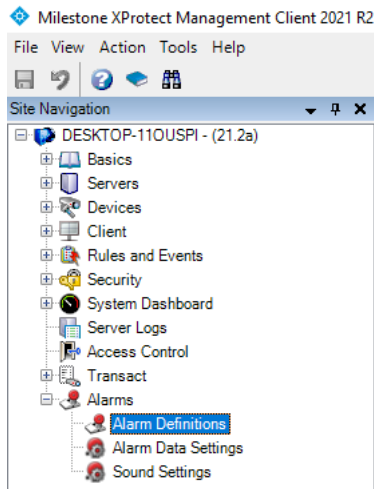 Milestone XProtect Management Client 2021 R2
File View Action Tools Help
Site Navigation
DESKTOP-11OUSPI - (21.2a)
Basics
Servers
Devices
Client
Rules and Events
Security
System Dashboard
Server Logs
Access Control
Transact
Alarms
Alarm Definitions
Alarm Data Settings
Sound Settings